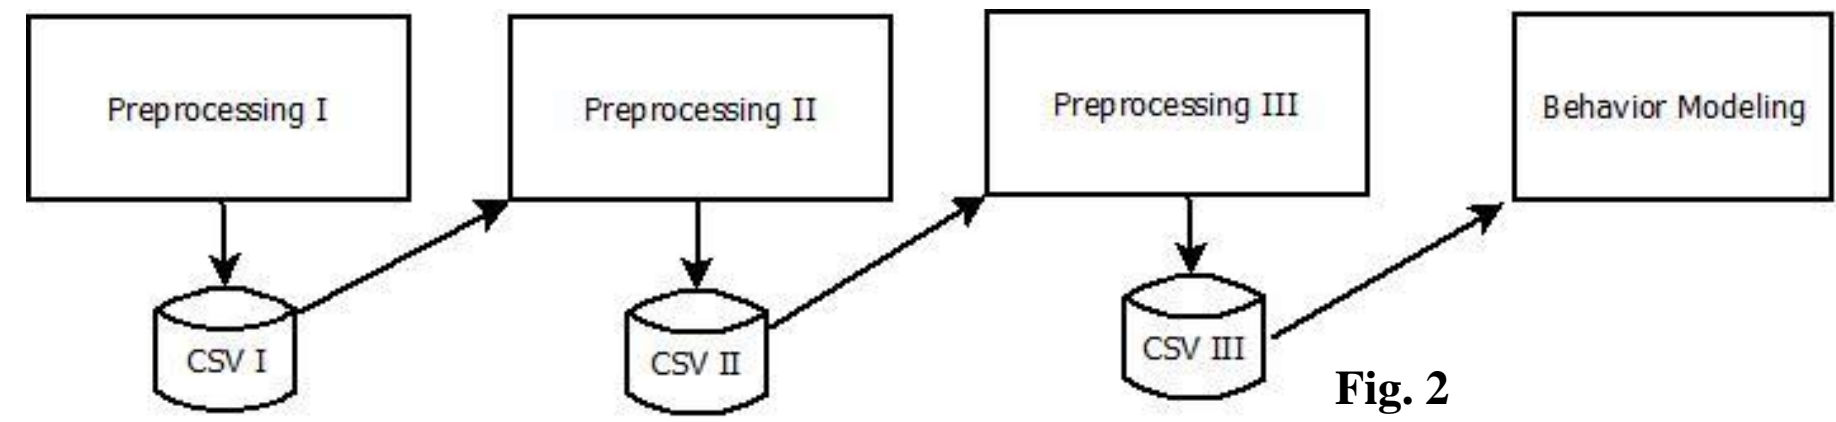 Preprocessing I
Preprocessing II
Preprocessing III
Behavior Modeling
CSV I
CSV II
CSV III
Fig. 2